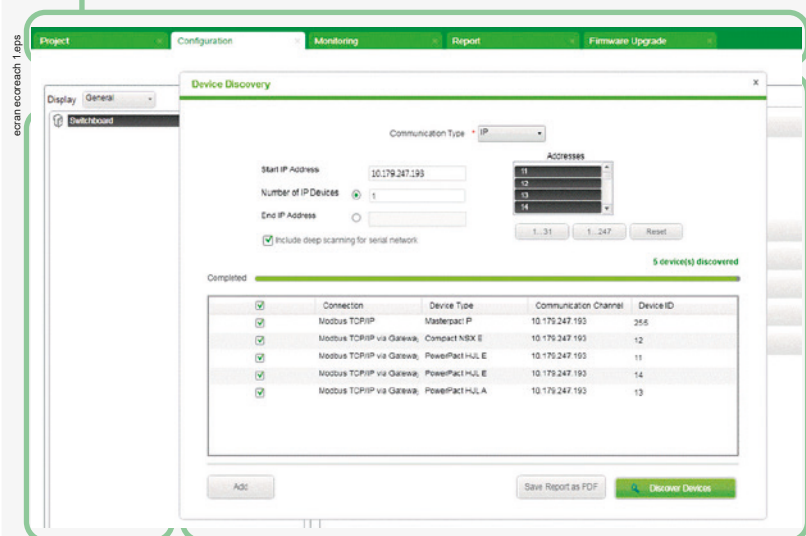 ecran ecoreach 1.eps
Project × Configuration × Monitoring × Report × Firmware Upgrade ×
Device Discovery x
Display General
Switchboard
Communication Type * IP
Addresses
Start IP Address 10.179.247.193
11
12
13
14
Number of IP Devices 1
End IP Address
1...31 1...247 Reset
Include deep scanning for serial network
5 device(s) discovered
Completed
Connection Device Type Communication Channel Device ID
Modbus TCP/IP Masterpact P 10.179.247.193 255
Modbus TCP/IP via Gateway Compact NSX E 10.179.247.193 12
Modbus TCP/IP via Gateway PowerPact HJL E 10.179.247.193 11
Modbus TCP/IP via Gateway PowerPact HJL E 10.179.247.193 14
Modbus TCP/IP via Gateway PowerPact HJL A 10.179.247.193 13
Add Save Report as PDF Discover Devices